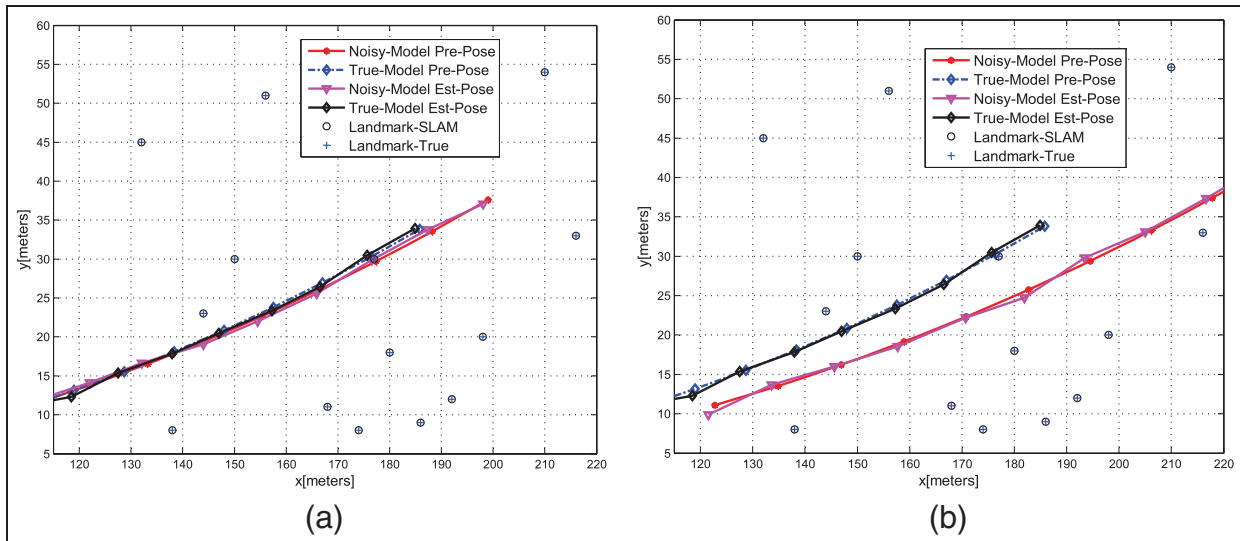 60
55
50
45
40
35
30
25
20
15
10
5
y[meters]
Noisy-Model Pre-Pose
True-Model Pre-Pose
Noisy-Model Est-Pose
True-Model Est-Pose
Landmark-SLAM
Landmark-True
120 130 140 150 160 170 180 190 200 210 220
x[meters]
(a)
60
55
50
45
40
35
30
25
20
15
10
5
y[meters]
Noisy-Model Pre-Pose
True-Model Pre-Pose
Noisy-Model Est-Pose
True-Model Est-Pose
Landmark-SLAM
Landmark-True
120 130 140 150 160 170 180 190 200 210 220
x[meters]
(b)